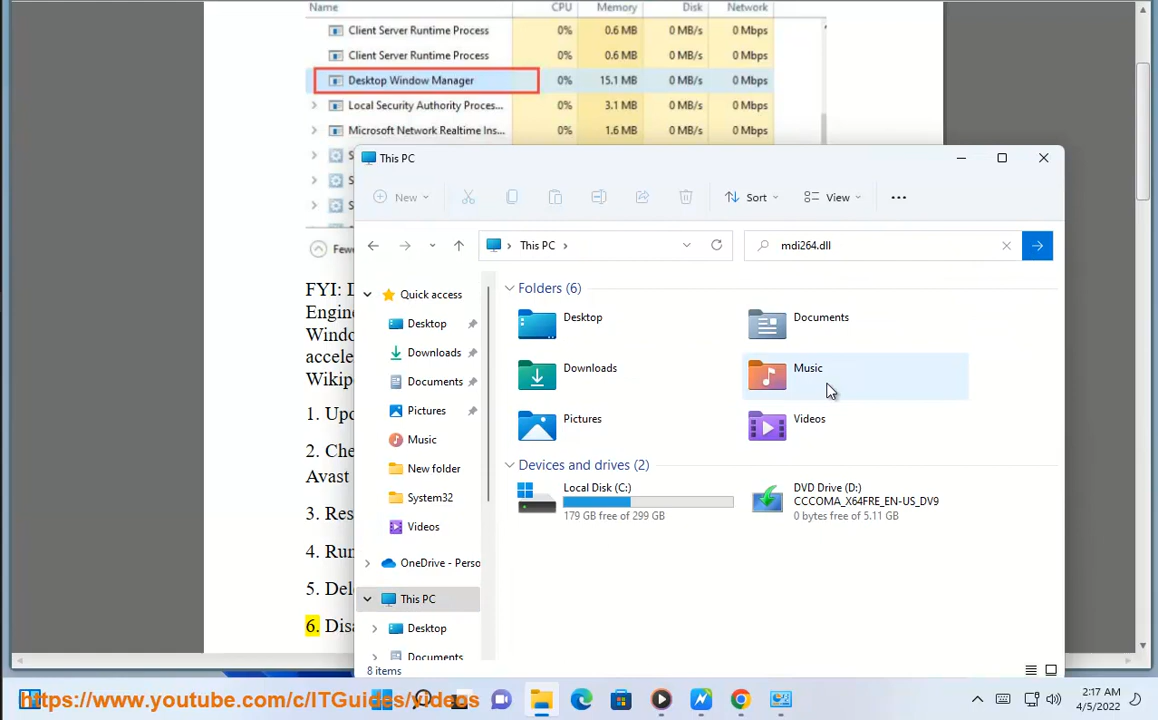 Name CPU Memory Disk Network
Client Server Runtime Process 0% 0.6 MB 0 MB/s 0 Mbps
Client Server Runtime Process 0% 0.6 MB 0 MB/s 0 Mbps
Desktop Window Manager 0% 15.1 MB 0 MB/s 0 Mbps
Local Security Authority Proces... 0% 3.1 MB 0 MB/s 0 Mbps
Microsoft Network Realtime Ins... 0% 1.6 MB 0 MB/s 0 Mbps
This PC
New Sort View ...
This PC mdi264.dll
FYI:
Engine
Windo
accele
Wikip
1. Upd
2. Che
Avast
3. Res
4. Run
5. Del
6. Disa
Quick access
Desktop
Downloads
Documents
Pictures
Music
New folder
System32
Videos
OneDrive - Perso
This PC
Desktop
Documents
Folders (6)
Desktop Documents
Downloads Music
Pictures Videos
Devices and drives (2)
Local Disk (C:)
179 GB free of 299 GB
DVD Drive (D:)
CCCOMA_X64FRE_EN-US_DV9
0 bytes free of 5.11 GB
8 items
https://www.youtube.com/c/ITGuides/videos
2:17 AM
4/5/2022